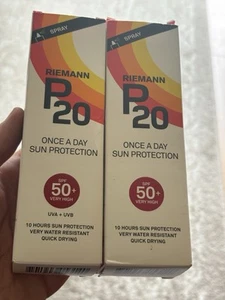 SPRAY
RIEMANN
P20
ONCE A DAY
SUN PROTECTION
SPF
50+
VERY HIGH
UVA + UVB
10 HOURS SUN PROTECTION
VERY WATER RESISTANT
QUICK DRYING
SPRAY
RIEMANN
P20
ONCE A DAY
SUN PROTECTION
SPF
50+
VERY HIGH
10 HOURS SUN PROTECTION
VERY WATER RESISTANT
QUICK DRYING